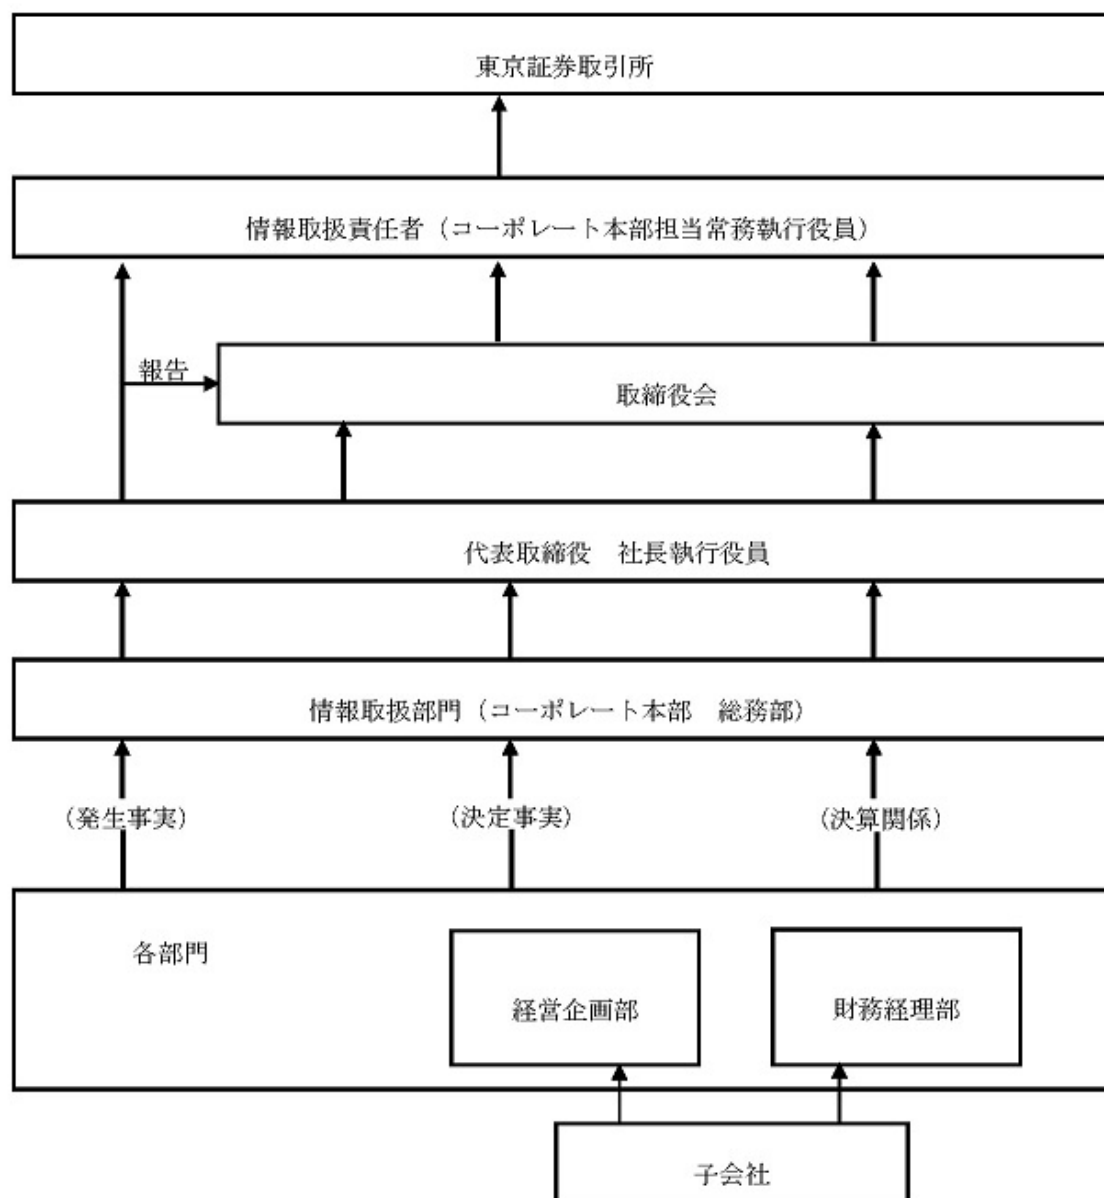 東京証券取引所
情報取扱責任者（コーポレート本部担当常務執行役員）
報告
取締役会
代表取締役　社長執行役員
情報取扱部門（コーポレート本部　総務部）
（発生事実）
（決定事実）
（決算関係）
各部門
経営企画部
財務経理部
子会社